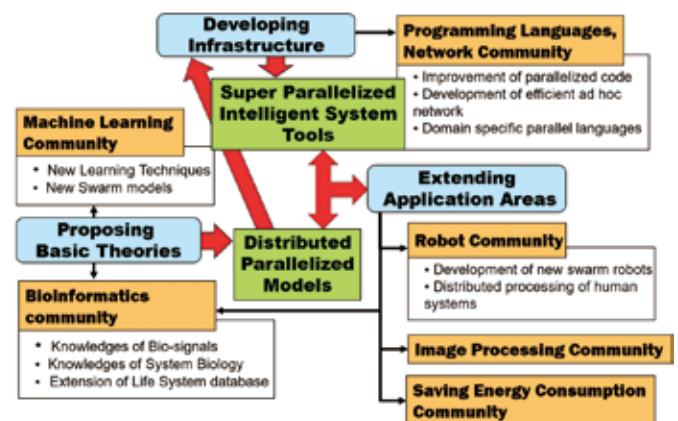 Developing
Infrastructure
Programming Languages,
Network Community
• Improvement of parallelized code
• Development of efficient ad hoc
network
• Domain specific parallel languages
Super Parallelized
Intelligent System
Tools
Machine Learning
Community
• New Learning Techniques
• New Swarm models
Extending
Application Areas
Proposing
Basic Theories
Distributed
Parallelized
Models
Robot Community
• Development of new swarm robots
• Distributed processing of human
systems
Bioinformatics
community
• Knowledges of Bio-signals
• Knowledges of System Biology
• Extension of Life System database
Image Processing Community
Saving Energy Consumption
Community